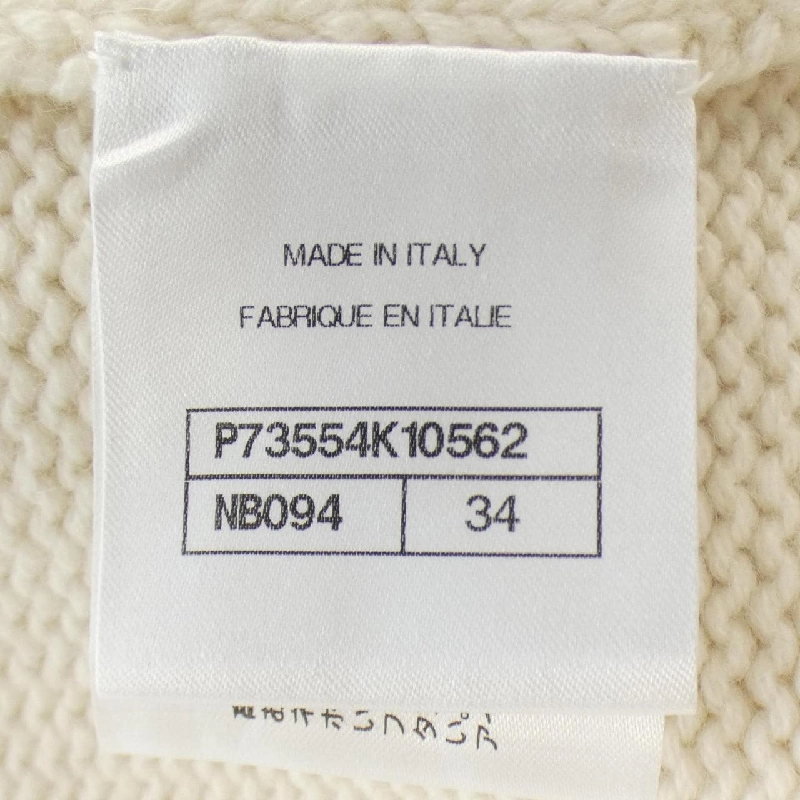 MADE IN ITALY
FABRIQUE EN ITALIE
P73554K10562
NB094 34